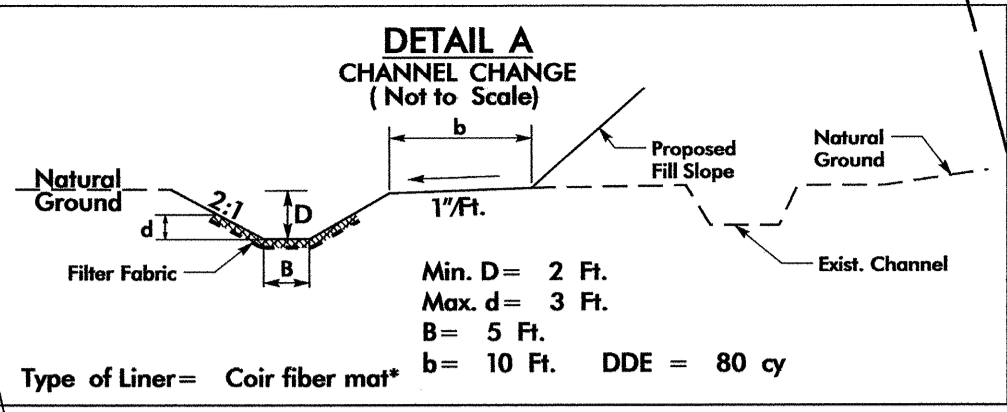 DETAIL A
CHANNEL CHANGE
( Not to Scale)
b
Proposed
Fill Slope
Natural
Ground
Natural
Ground
2:1
D
1"/Ft.
d
Filter Fabric
B
Exist. Channel
Min. D= 2 Ft.
Max. d= 3 Ft.
B= 5 Ft.
b= 10 Ft. DDE = 80 cy
Type of Liner= Coir fiber mat*